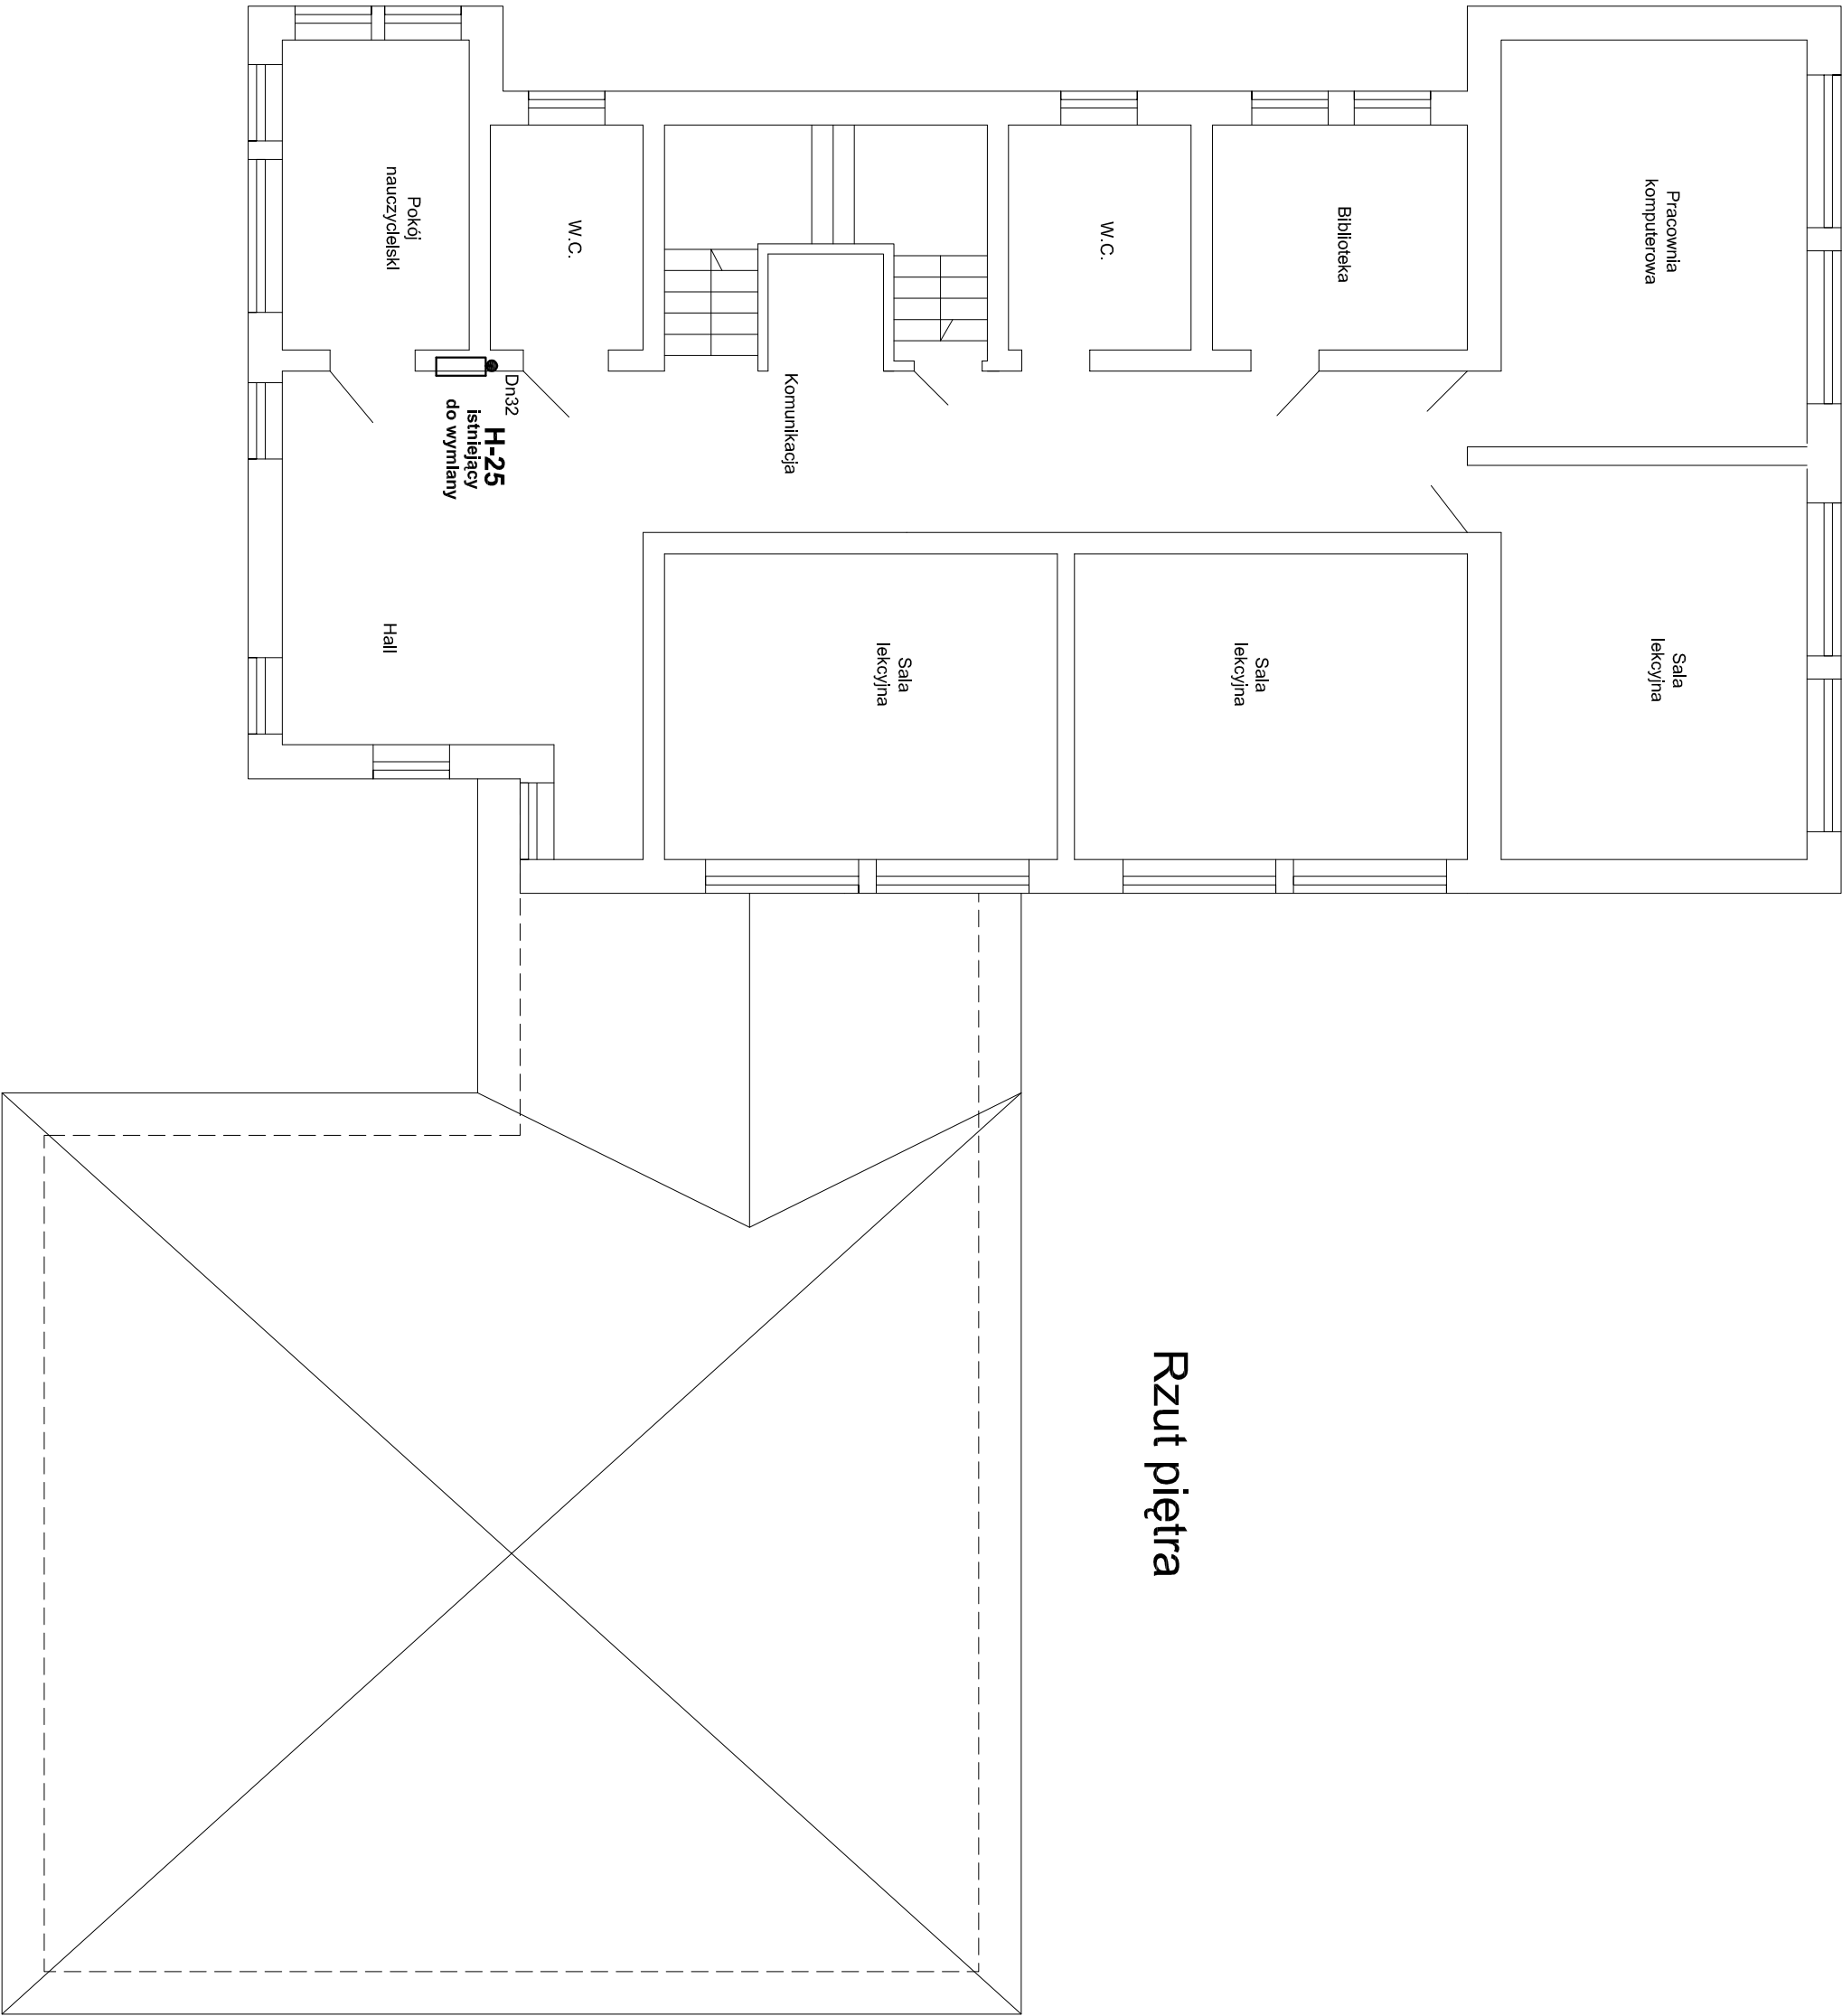 Pracownia
komputerowa
Sala
lekcyjna
Biblioteka
Sala
lekcyjna
W.C.
Rzut piętra
Sala
lekcyjna
Komunikacja
W.C.
Dn32
H-25
istniejący
do wymiany
Pokój
nauczycielski
Hall